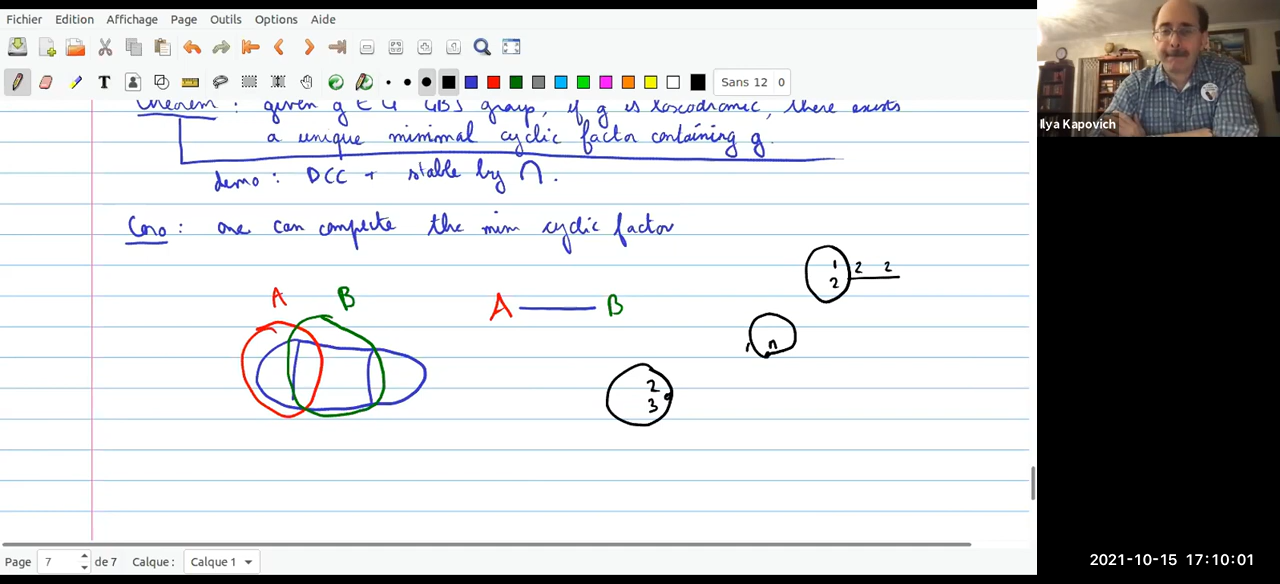 Fichier Edition Affichage Page Outils Options Aide
Sans 12 0
Theorem : given g ∈ G GBS group, if g is loxodromic, there exists
a unique minimal cyclic factor containing g.
demo : DCC + stable by ∩.
Coro : one can compute the min cyclic factor
A B
A B
1 2 2
2
n
2
3
Ilya Kapovich
Page 7 de 7 Calque : Calque 1
2021-10-15 17:10:01